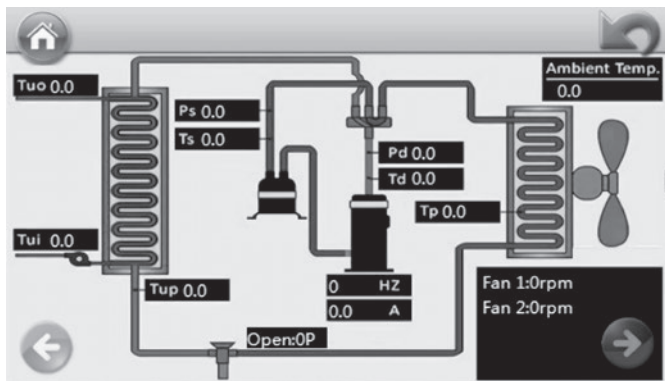 Ambient Temp.
0.0
Tuo 0.0
Ps 0.0
Ts 0.0
Pd 0.0
Td 0.0
Tp 0.0
Tui 0.0
Tup 0.0
0 HZ
0.0 A
Open:0P
Fan 1:0rpm
Fan 2:0rpm